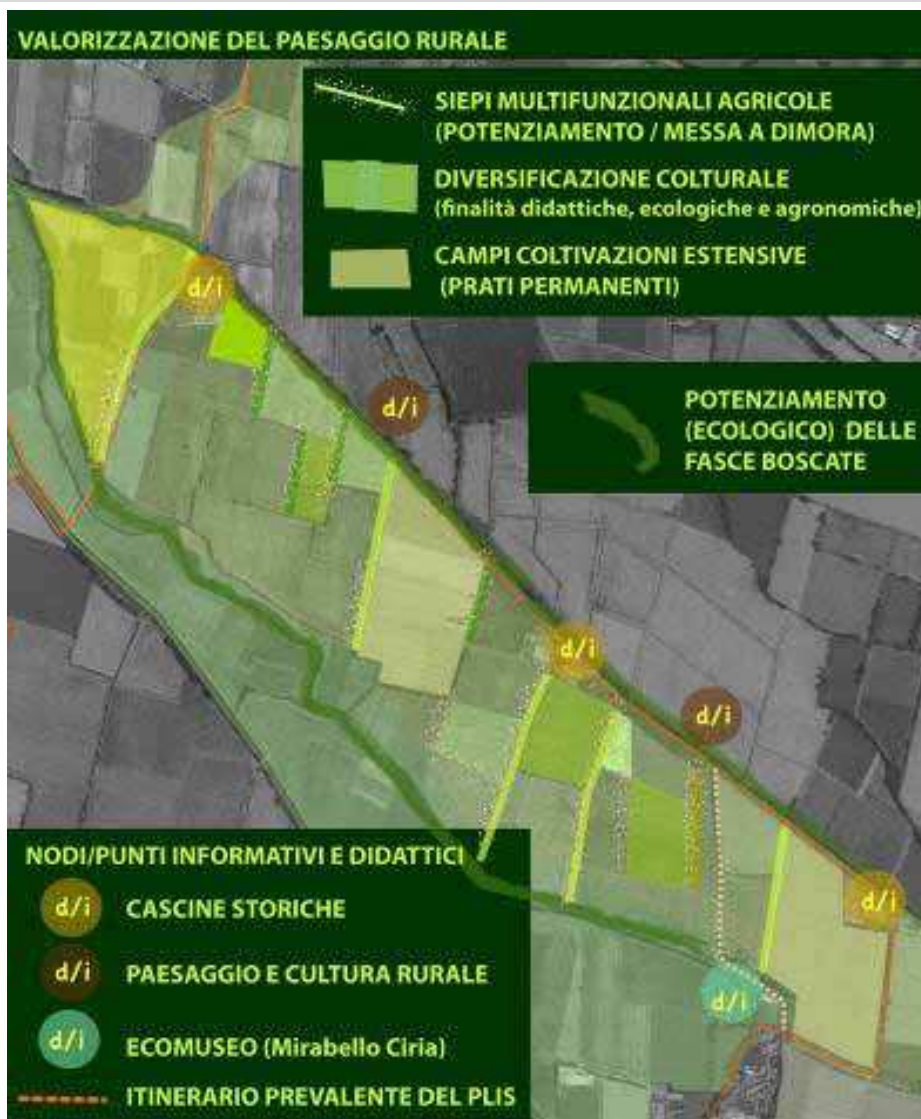 VALORIZZAZIONE DEL PAESAGGIO RURALE
SIEPI MULTIFUNZIONALI AGRICOLE
(POTENZIAMENTO / MESSA A DIMORA)
DIVERSIFICAZIONE COLTURALE
(finalità didattiche, ecologiche e agronomiche)
CAMPI COLTIVAZIONI ESTENSIVE
(PRATI PERMANENTI)
d/i
d/i
POTENZIAMENTO
(ECOLOGICO) DELLE
FASCE BOSCATE
d/i
d/i
d/i
d/i
NODI/PUNTI INFORMATIVI E DIDATTICI
d/i CASCINE STORICHE
d/i PAESAGGIO E CULTURA RURALE
d/i ECOMUSEO (Mirabello Ciria)
ITINERARIO PREVALENTE DEL PLIS